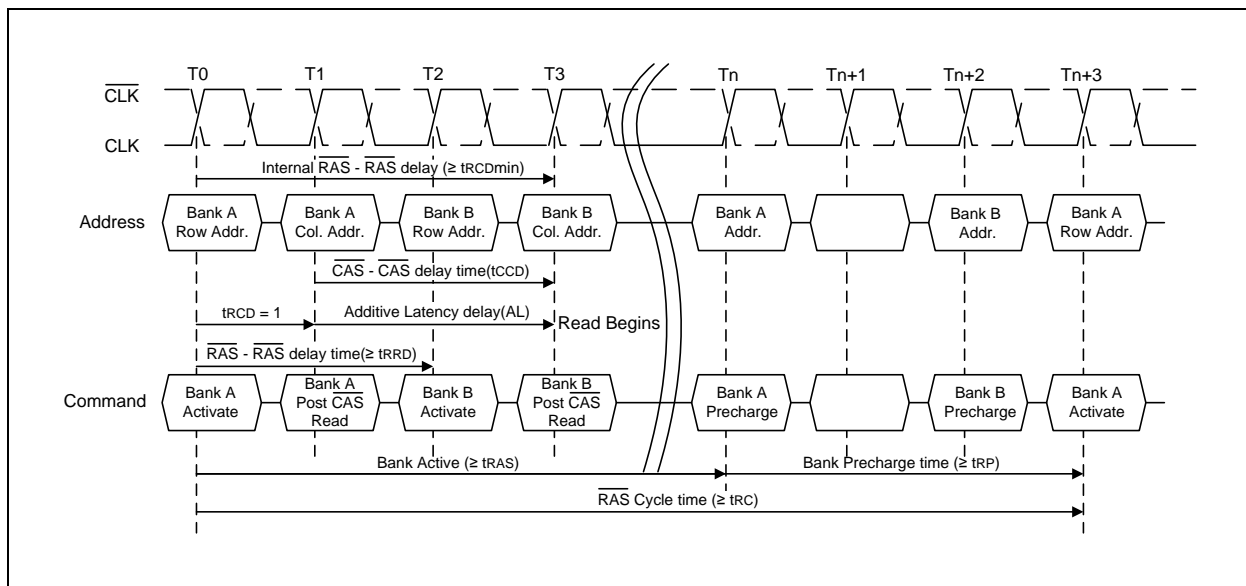 T0 T1 T2 T3 Tn Tn+1 Tn+2 Tn+3
CLK
CLK
Internal RAS - RAS delay (≥ tRCDmin)
Address
Bank A
Row Addr.
Bank A
Col. Addr.
Bank B
Row Addr.
Bank B
Col. Addr.
Bank A
Addr.
Bank B
Addr.
Bank A
Row Addr.
CAS - CAS delay time(tCCD)
tRCD = 1
Additive Latency delay(AL)
Read Begins
RAS - RAS delay time(≥ tRRD)
Command
Bank A
Activate
Bank A
Post CAS
Read
Bank B
Activate
Bank B
Post CAS
Read
Bank A
Precharge
Bank B
Precharge
Bank A
Activate
Bank Active (≥ tRAS)
Bank Precharge time (≥ tRP)
RAS Cycle time (≥ tRC)